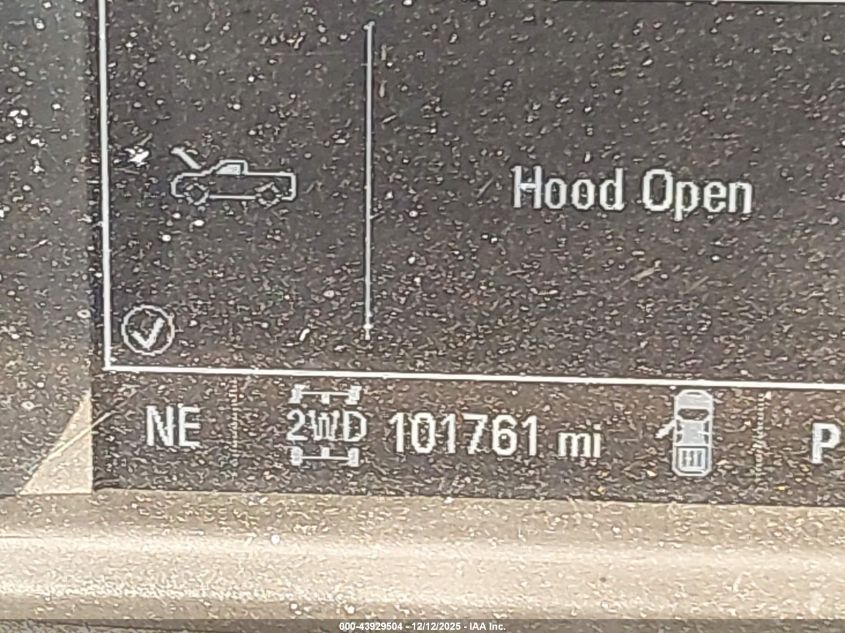 Hood Open
NE 2WD 101761 mi P
000-43929504 - 12/12/2025 - IAA Inc.